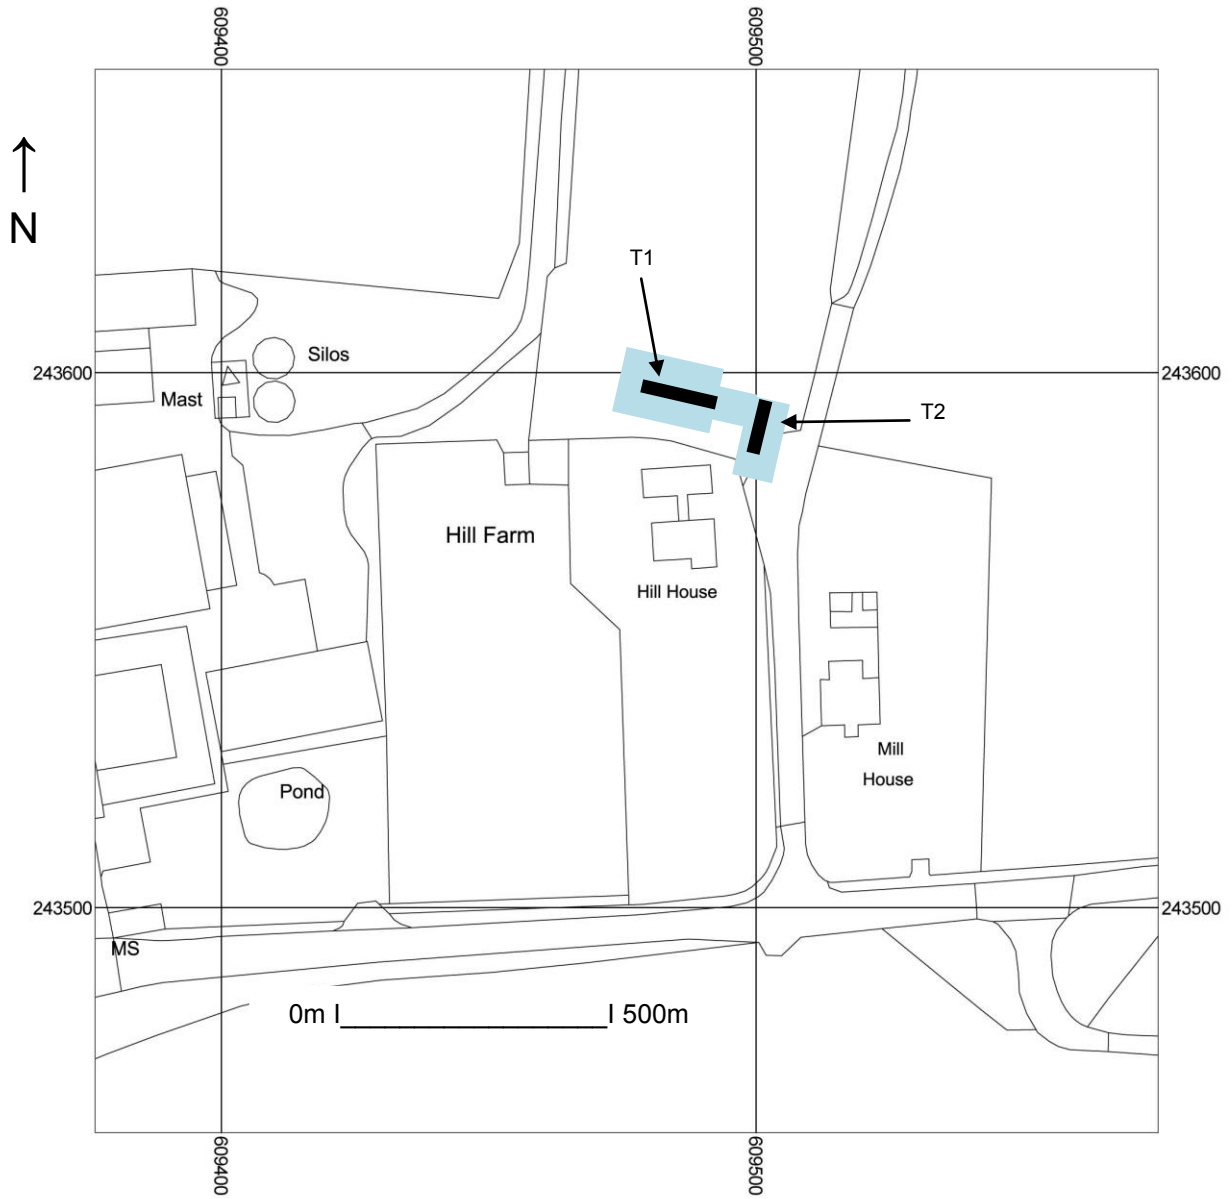 609400
609500
N
T1
Silos
243600
243600
Mast
T2
Hill Farm
Hill House
Mill
House
Pond
243500
243500
MS
0m I____________________I 500m
609400
609500